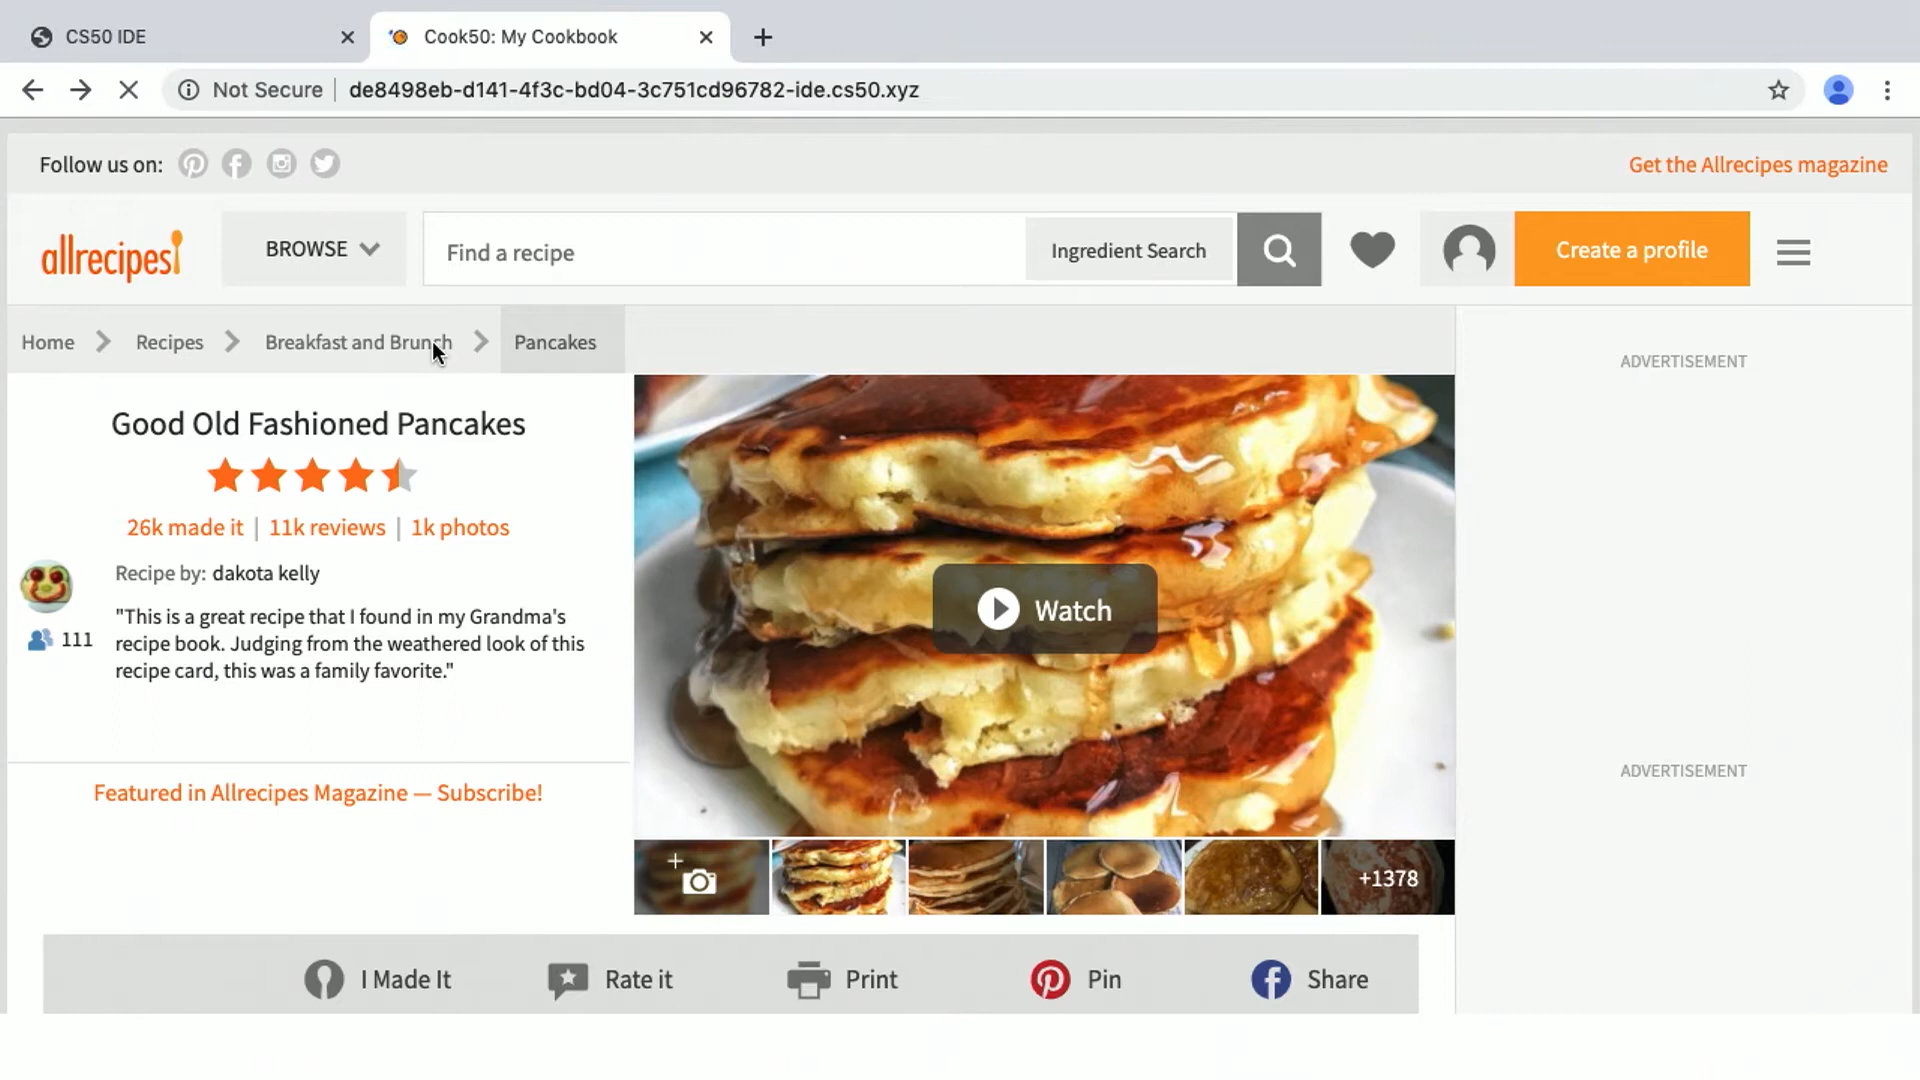 CS50 IDE
Cook50: My Cookbook
Not Secure
de8498eb-d141-4f3c-bd04-3c751cd96782-ide.cs50.xyz
Follow us on:
Get the Allrecipes magazine
allrecipes
BROWSE
Find a recipe
Ingredient Search
Create a profile
Home
Recipes
Breakfast and Brunch
Pancakes
ADVERTISEMENT
Good Old Fashioned Pancakes
26k made it | 11k reviews | 1k photos
Recipe by: dakota kelly
"This is a great recipe that I found in my Grandma's
recipe book. Judging from the weathered look of this
recipe card, this was a family favorite."
111
Watch
ADVERTISEMENT
Featured in Allrecipes Magazine — Subscribe!
+1378
I Made It
Rate it
Print
Pin
Share